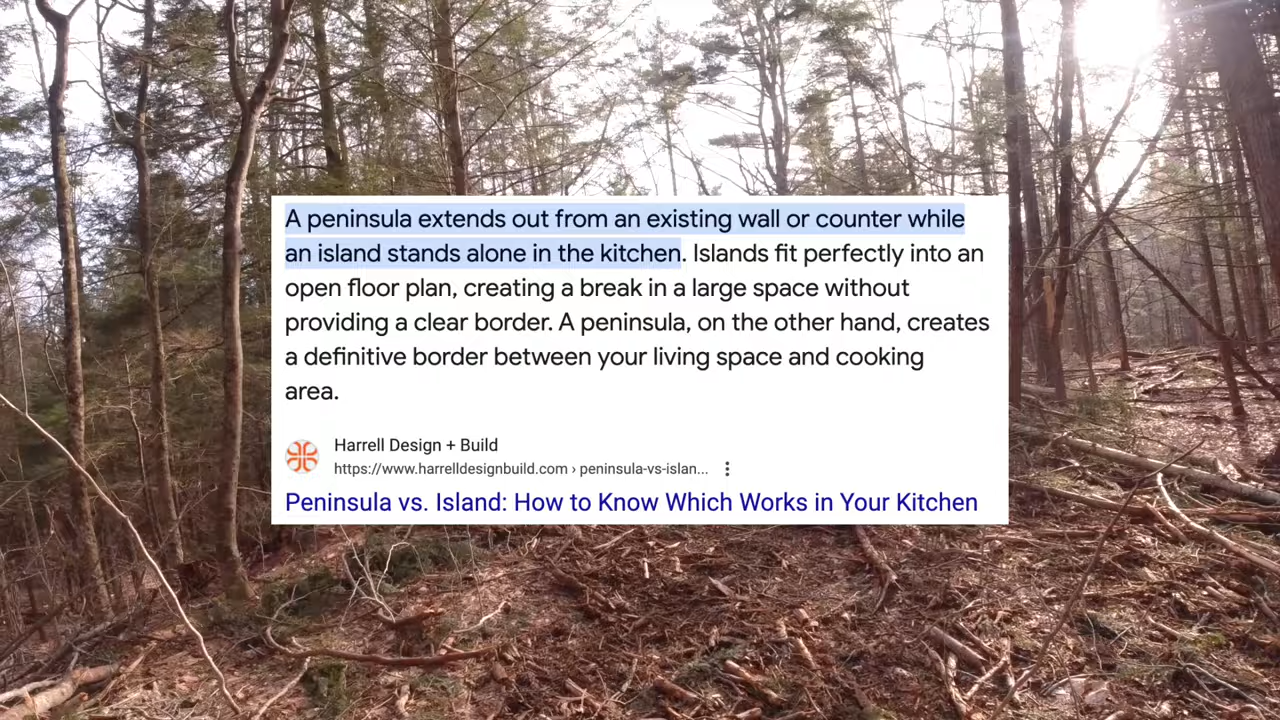 A peninsula extends out from an existing wall or counter while
an island stands alone in the kitchen. Islands fit perfectly into an
open floor plan, creating a break in a large space without
providing a clear border. A peninsula, on the other hand, creates
a definitive border between your living space and cooking
area.
Harrell Design + Build
https://www.harrelldesignbuild.com › peninsula-vs-islan...
Peninsula vs. Island: How to Know Which Works in Your Kitchen